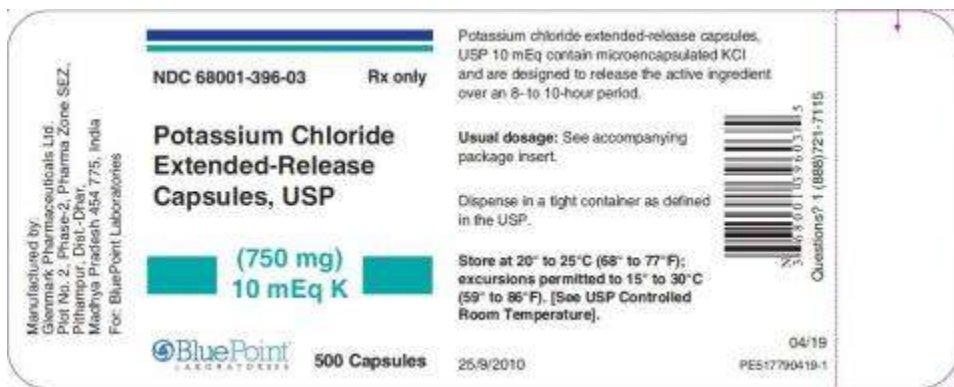 Manufactured by:
Glenmark Pharmaceuticals Ltd.
Plot No. 2, Phase-2, Pharma Zone SEZ,
Pithampur, Dist.-Dhar,
Madhya Pradesh 454 775, India
For: BluePoint Laboratories
NDC 68001-396-03 Rx only
Potassium Chloride
Extended-Release
Capsules, USP
(750 mg)
10 mEq K
BluePoint
LABORATORIES
500 Capsules
Potassium chloride extended-release capsules,
USP 10 mEq contain microencapsulated KCl
and are designed to release the active ingredient
over an 8- to 10-hour period.
Usual dosage: See accompanying
package insert.
Dispense in a tight container as defined
in the USP.
Store at 20° to 25°C (68° to 77°F);
excursions permitted to 15° to 30°C
(59° to 86°F). [See USP Controlled
Room Temperature].
25/9/2010
Questions? 1 (888)721-7115
04/19
PE517790419-1